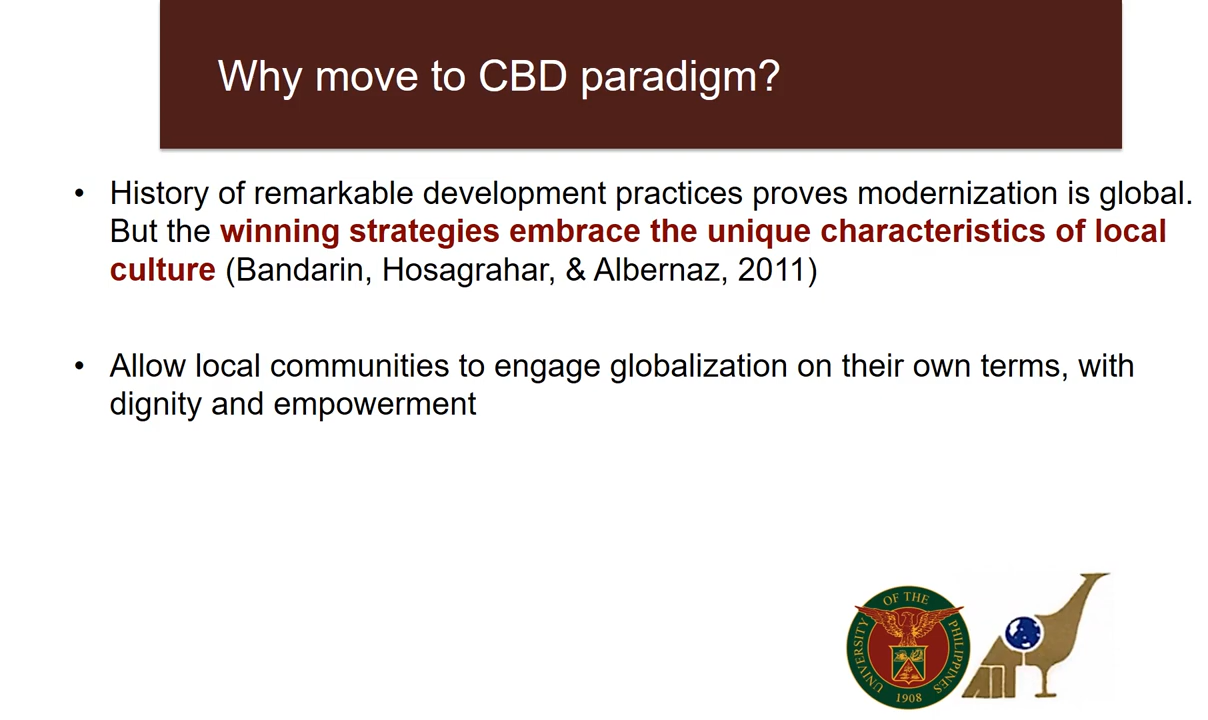 Why move to CBD paradigm?
• History of remarkable development practices proves modernization is global.
But the winning strategies embrace the unique characteristics of local
culture (Bandarin, Hosagrahar, & Albernaz, 2011)
• Allow local communities to engage globalization on their own terms, with
dignity and empowerment
UNIVERSITY OF THE PHILIPPINES
1908
AIT